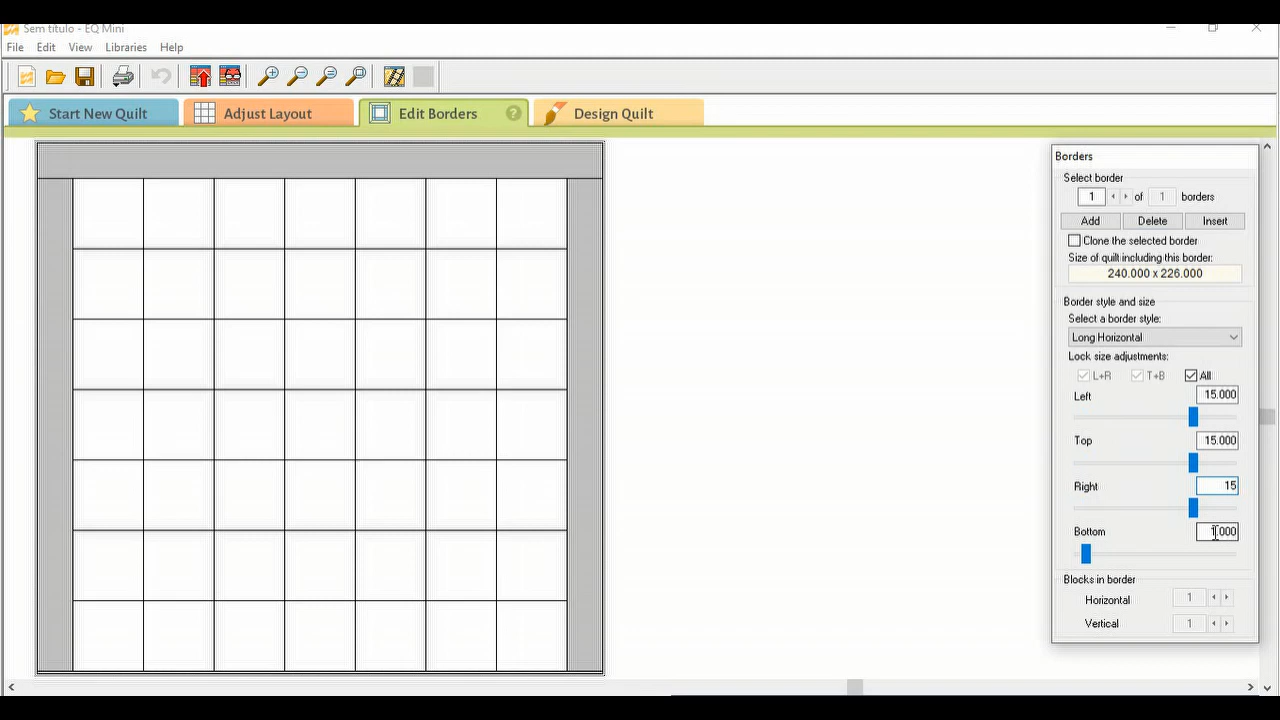 Sem titulo - EQ Mini
File Edit View Libraries Help
Start New Quilt Adjust Layout Edit Borders ? Design Quilt
Borders
Select border
1 of 1 borders
Add Delete Insert
Clone the selected border
Size of quilt including this border:
240.000 x 226.000
Border style and size
Select a border style:
Long Horizontal
Lock size adjustments:
L+R T+B All
Left 15.000
Top 15.000
Right 15
Bottom 1.000
Blocks in border
Horizontal 1
Vertical 1